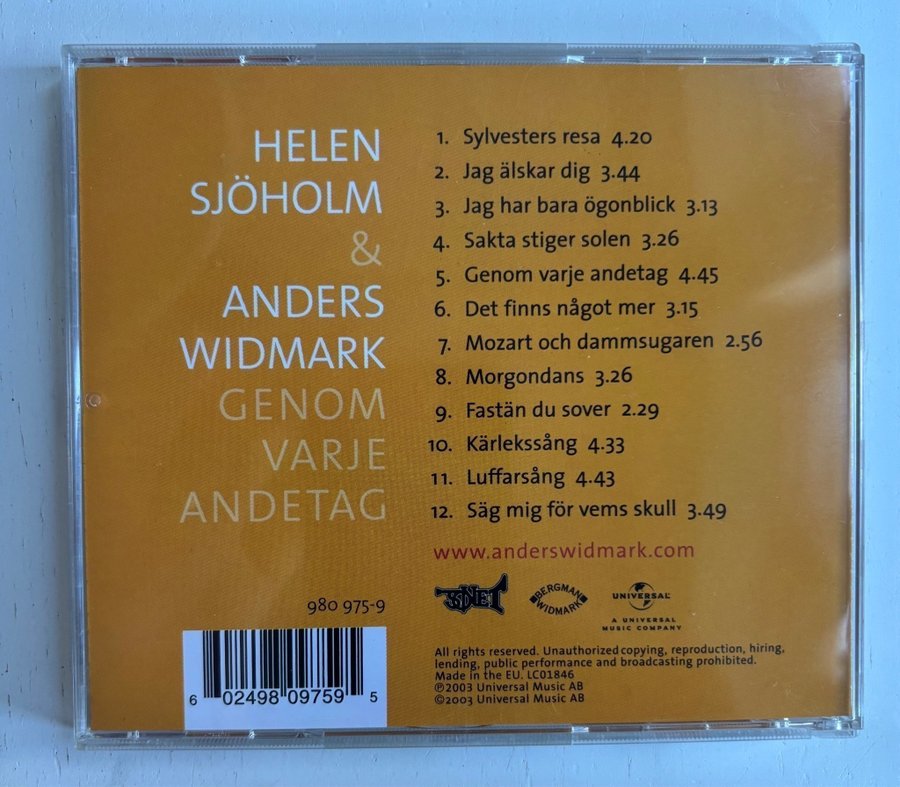 HELEN
SJÖHOLM
&
ANDERS
WIDMARK
GENOM
VARJE
ANDETAG
1. Sylvesters resa 4.20
2. Jag älskar dig 3.44
3. Jag har bara ögonblick 3.13
4. Sakta stiger solen 3.26
5. Genom varje andetag 4.45
6. Det finns något mer 3.15
7. Mozart och dammsugaren 2.56
8. Morgondans 3.26
9. Fastän du sover 2.29
10. Kärlekssång 4.33
11. Luffarsång 4.43
12. Säg mig för vems skull 3.49
www.anderswidmark.com
BERGMAN
WIDMARK
UNIVERSAL
A UNIVERSAL
MUSIC COMPANY
980 975-9
6 02498 09759 5
All rights reserved. Unauthorized copying, reproduction, hiring,
lending, public performance and broadcasting prohibited.
Made in the EU. LC01846
℗2003 Universal Music AB
©2003 Universal Music AB